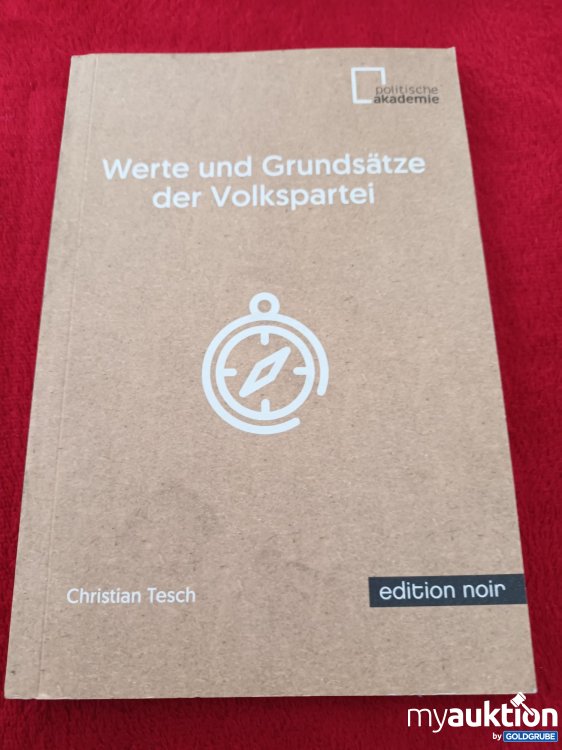 politische
akademie
Werte und Grundsätze
der Volkspartei
Christian Tesch
edition noir
myauktion
by GOLDGRUBE